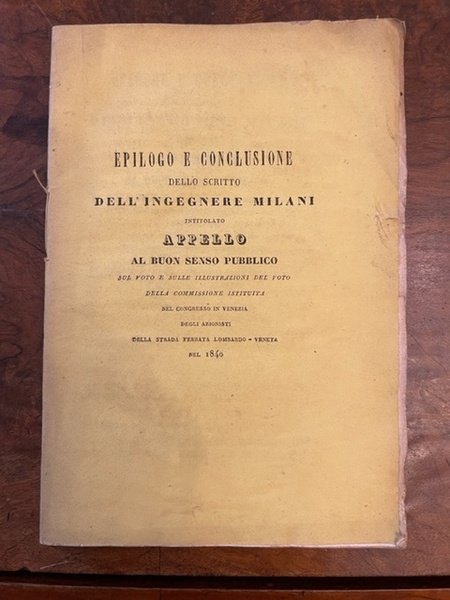 EPILOGO E CONCLUSIONE
DELLO SCRITTO
DELL'INGEGNERE MILANI
INTITOLATO
APPELLO
AL BUON SENSO PUBBLICO
SUL VOTO E SULLE ILLUSTRAZIONI DEL VOTO
DELLA COMMISSIONE ISTITUITA
NEL CONGRESSO IN VENEZIA
DEGLI AZIONISTI
DELLA STRADA FERRATA LOMBARDO - VENETA
NEL 1840